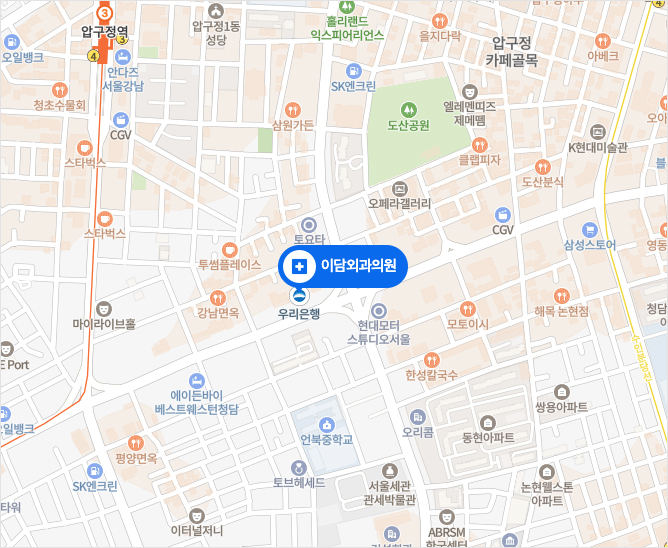 3
압구정역
3
4
4
압구정1동
성당
홀리랜드
익스피어리언스
을지다락
압구정
카페골목
아베크
오일뱅크
안다즈
서울강남
SK엔크린
청초수물회
CGV
삼원가든
도산공원
엘레멘피즈
제메뗌
K현대미술관
스타벅스
클랩피자
도산분식
오페라갤러리
스타벅스
토요타
CGV
삼성스토어
영동
투썸플레이스
이담외과의원
강남면옥
우리은행
마이라이브홀
현대모터
스튜디오서울
모토이시
해목 논현점
청담
E Port
한성칼국수
에이든바이
베스트웨스턴청담
쌍용아파트
오일뱅크
언북중학교
오리콤
동현아파트
평양면옥
SK엔크린
토브헤세드
서울세관
관세박물관
논현웰스톤
아파트
타워
이터널저니
ABRSM
한국센터